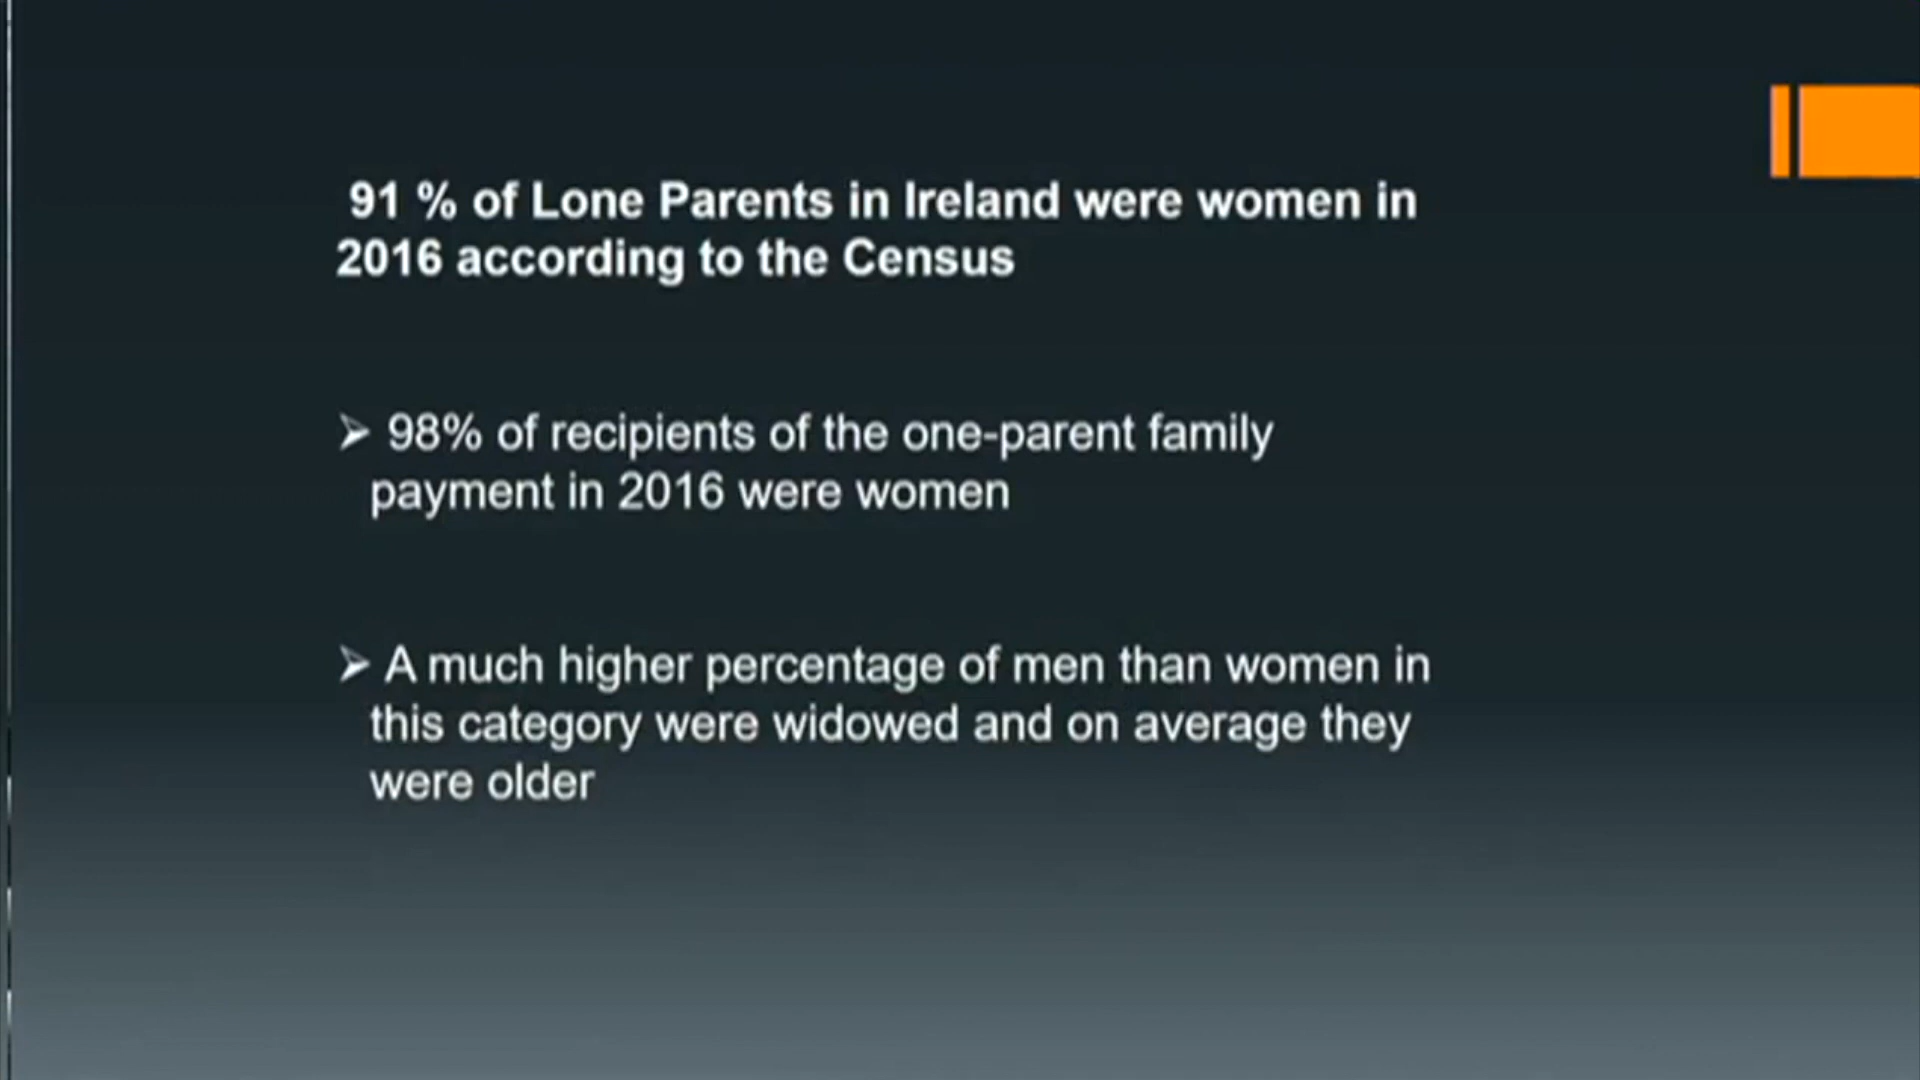 91 % of Lone Parents in Ireland were women in
2016 according to the Census
➢ 98% of recipients of the one-parent family
payment in 2016 were women
➢ A much higher percentage of men than women in
this category were widowed and on average they
were older